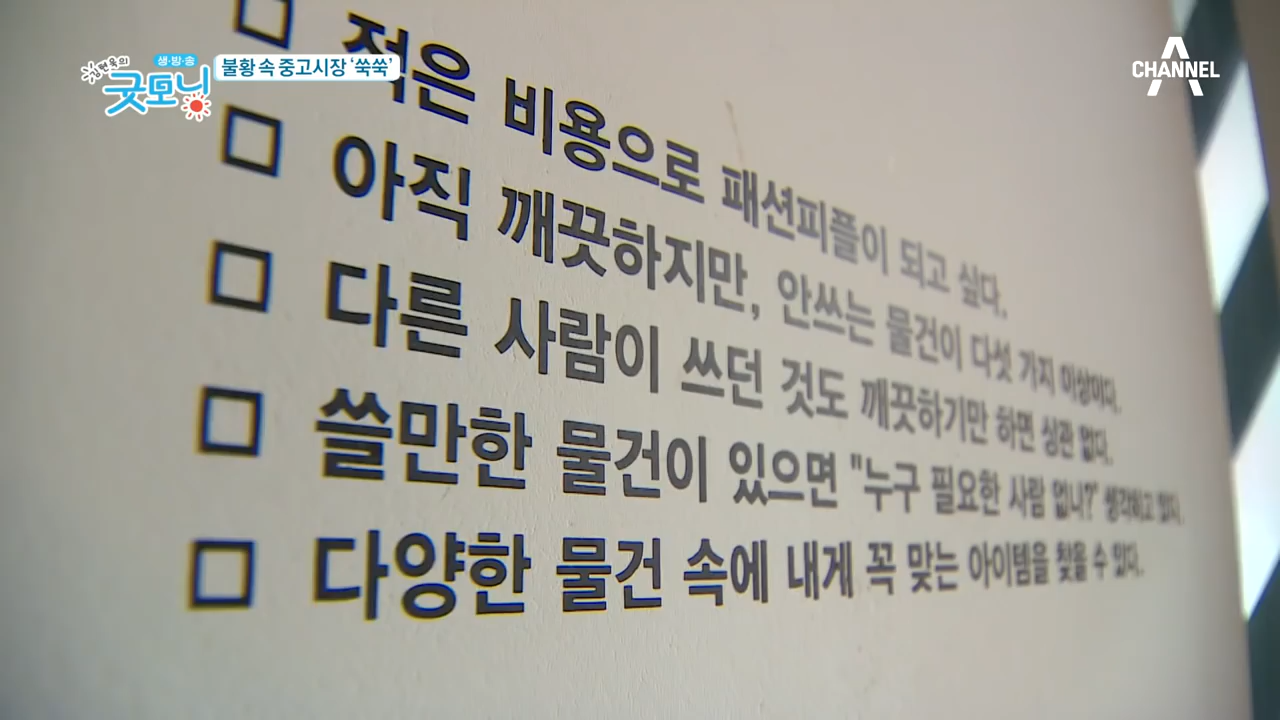 생·방·송
굿모닝
불황 속 중고시장 '쑥쑥'
CHANNEL A
□ 적은 비용으로 패션피플이 되고 싶다.
□ 아직 깨끗하지만, 안쓰는 물건이 다섯 가지 이상이다.
□ 다른 사람이 쓰던 것도 깨끗하기만 하면 상관 없다.
□ 쓸만한 물건이 있으면 "누구 필요한 사람 없니?" 생각하고 있다.
□ 다양한 물건 속에 내게 꼭 맞는 아이템을 찾을 수 있다.